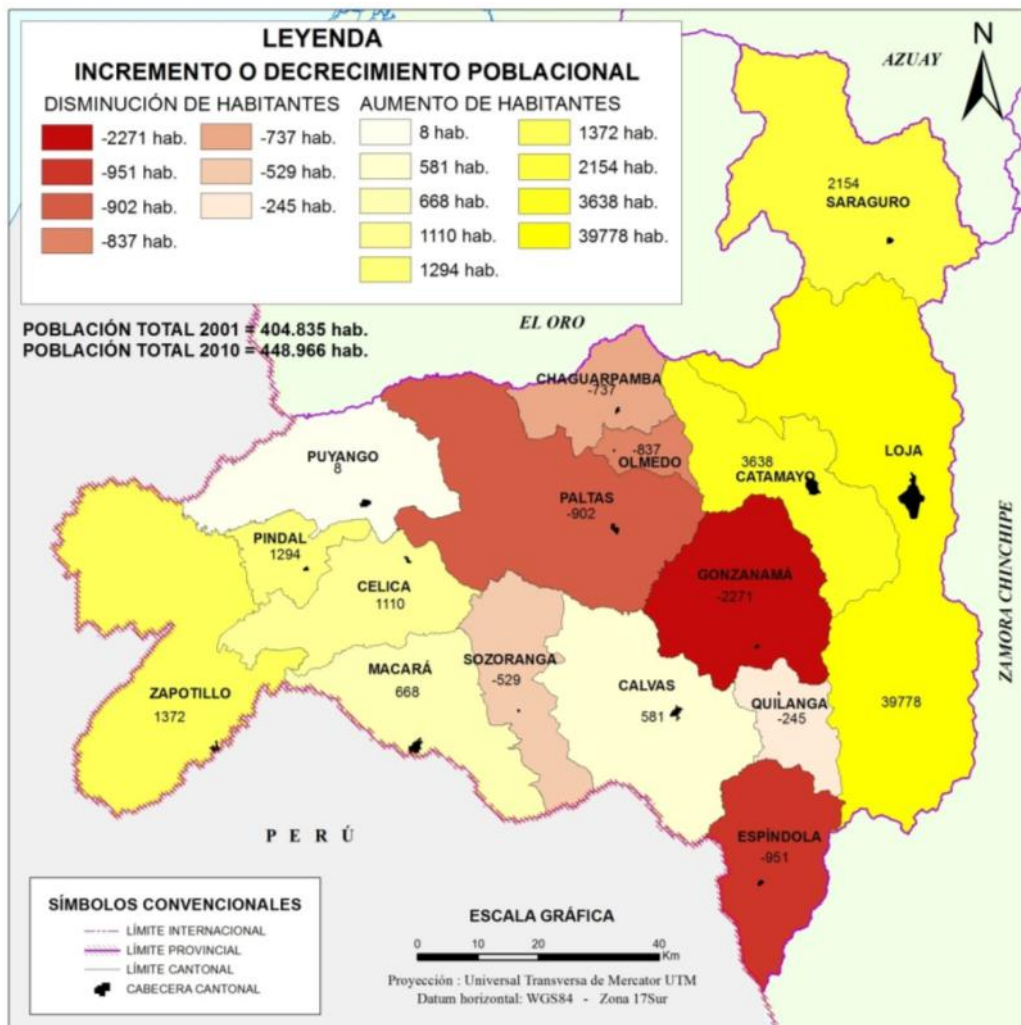 LEYENDA
INCREMENTO O DECRECIMIENTO POBLACIONAL
DISMINUCIÓN DE HABITANTES
-2271 hab.
-951 hab.
-902 hab.
-837 hab.
-737 hab.
-529 hab.
-245 hab.
AUMENTO DE HABITANTES
8 hab.
581 hab.
668 hab.
1110 hab.
1294 hab.
1372 hab.
2154 hab.
3638 hab.
39778 hab.
POBLACIÓN TOTAL 2001 = 404.835 hab.
POBLACIÓN TOTAL 2010 = 448.966 hab.
N
AZUAY
2154
SARAGURO
EL ORO
CHAGUARPAMBA
-737
-837
OLMEDO
PUYANGO
8
PALTAS
-902
3638
CATAMAYO
LOJA
PINDAL
1294
CELICA
1110
GONZANAMÁ
-2271
ZAMORA CHINCHIPE
ZAPOTILLO
1372
MACARÁ
668
SOZORANGA
-529
CALVAS
581
QUILANGA
-245
39778
PERÚ
ESPÍNDOLA
-951
SÍMBOLOS CONVENCIONALES
LÍMITE INTERNACIONAL
LÍMITE PROVINCIAL
LÍMITE CANTONAL
CABECERA CANTONAL
ESCALA GRÁFICA
0 10 20 40
Km
Proyección : Universal Transversa de Mercator UTM
Datum horizontal: WGS84 - Zona 17Sur